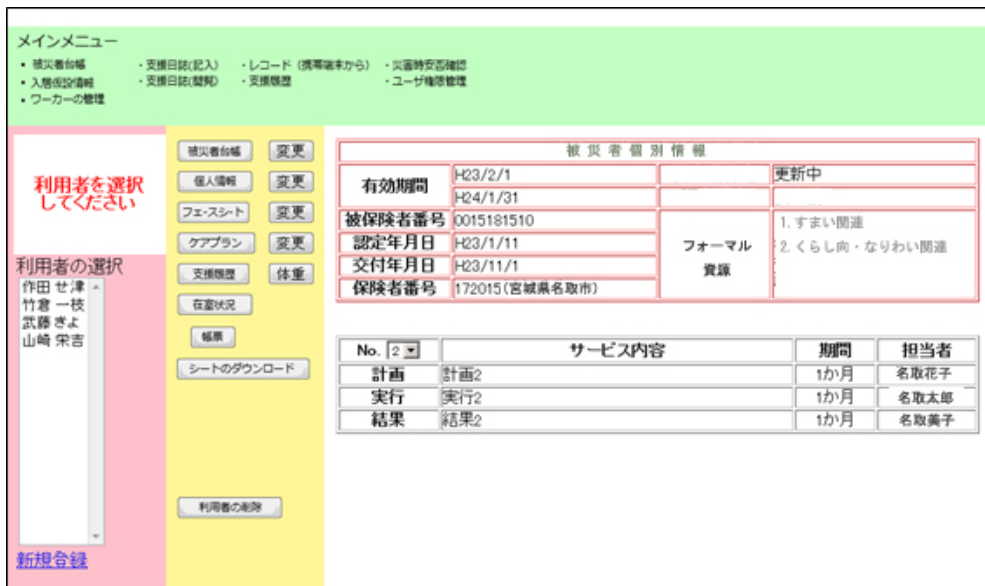 メインメニュー
• 被災者台帳 ・支援日誌(記入) ・レコード (携帯端末から) ・災害時安否確認
• 入居仮設情報 ・支援日誌(閲覧) ・支援履歴 ・ユーザ権限管理
• ワーカーの管理
利用者を選択
してください
利用者の選択
作田 せ津
竹倉 一枝
武藤 きよ
山崎 栄吉
新規登録
被災者台帳 変更
個人情報 変更
フェースシート 変更
ケアプラン 変更
支援履歴 体重
在室状況
帳票
シートのダウンロード
利用者の削除
被災者個別情報
有効期間 H23/2/1 更新中
H24/1/31
被保険者番号 0015181510 1. すまい関連
認定年月日 H23/1/11 フォーマル 2. くらし向・なりわい関連
交付年月日 H23/11/1 資源
保険者番号 172015(宮城県名取市)
No. 2 サービス内容 期間 担当者
計画 計画2 1か月 名取花子
実行 実行2 1か月 名取太郎
結果 結果2 1か月 名取美子